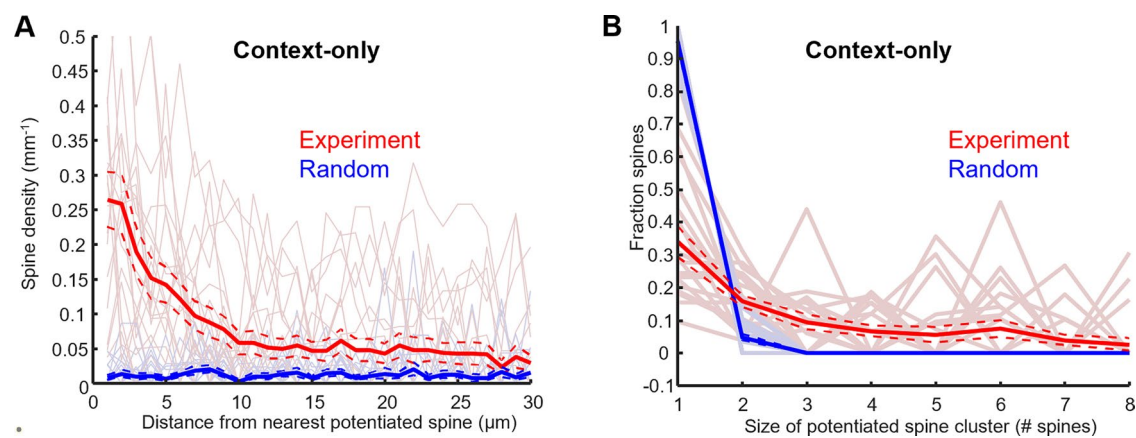 A
Context-only
0.5
0.45
0.4
0.35
0.3
0.25
0.2
0.15
0.1
0.05
0
Spine density (mm⁻¹)
Experiment
Random
0 5 10 15 20 25 30
Distance from nearest potentiated spine (µm)
B
Context-only
1
0.9
0.8
0.7
0.6
0.5
0.4
0.3
0.2
0.1
0
-0.1
Fraction spines
Experiment
Random
1 2 3 4 5 6 7 8
Size of potentiated spine cluster (# spines)